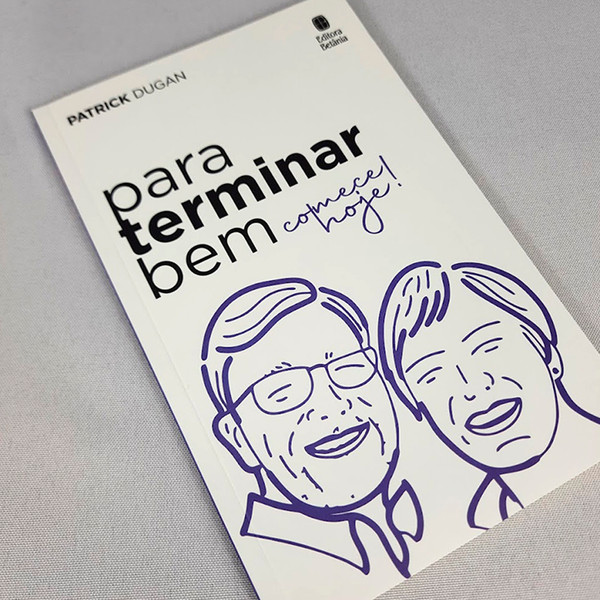 PATRICK DUGAN
Editora
Betânia
para
terminar
bem comece
hoje!